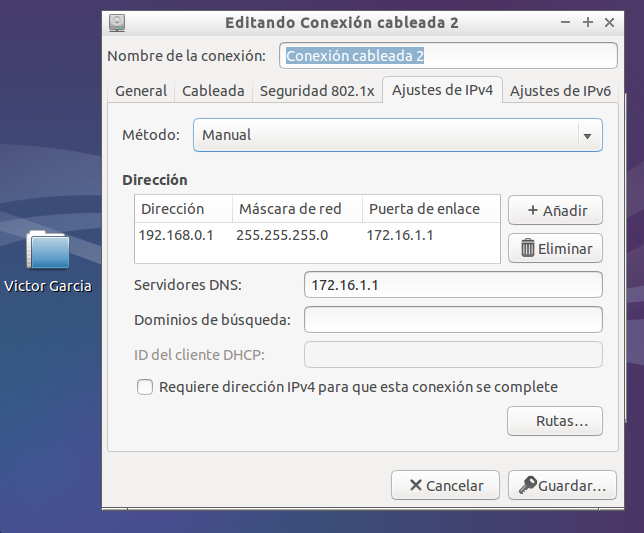 Editando Conexión cableada 2
Nombre de la conexión: Conexión cableada 2
General Cableada Seguridad 802.1x Ajustes de IPv4 Ajustes de IPv6
Método: Manual
Dirección
Dirección Máscara de red Puerta de enlace
192.168.0.1 255.255.255.0 172.16.1.1
+ Añadir
Eliminar
Servidores DNS: 172.16.1.1
Dominios de búsqueda:
ID del cliente DHCP:
Requiere dirección IPv4 para que esta conexión se complete
Rutas...
Cancelar Guardar...
Victor Garcia